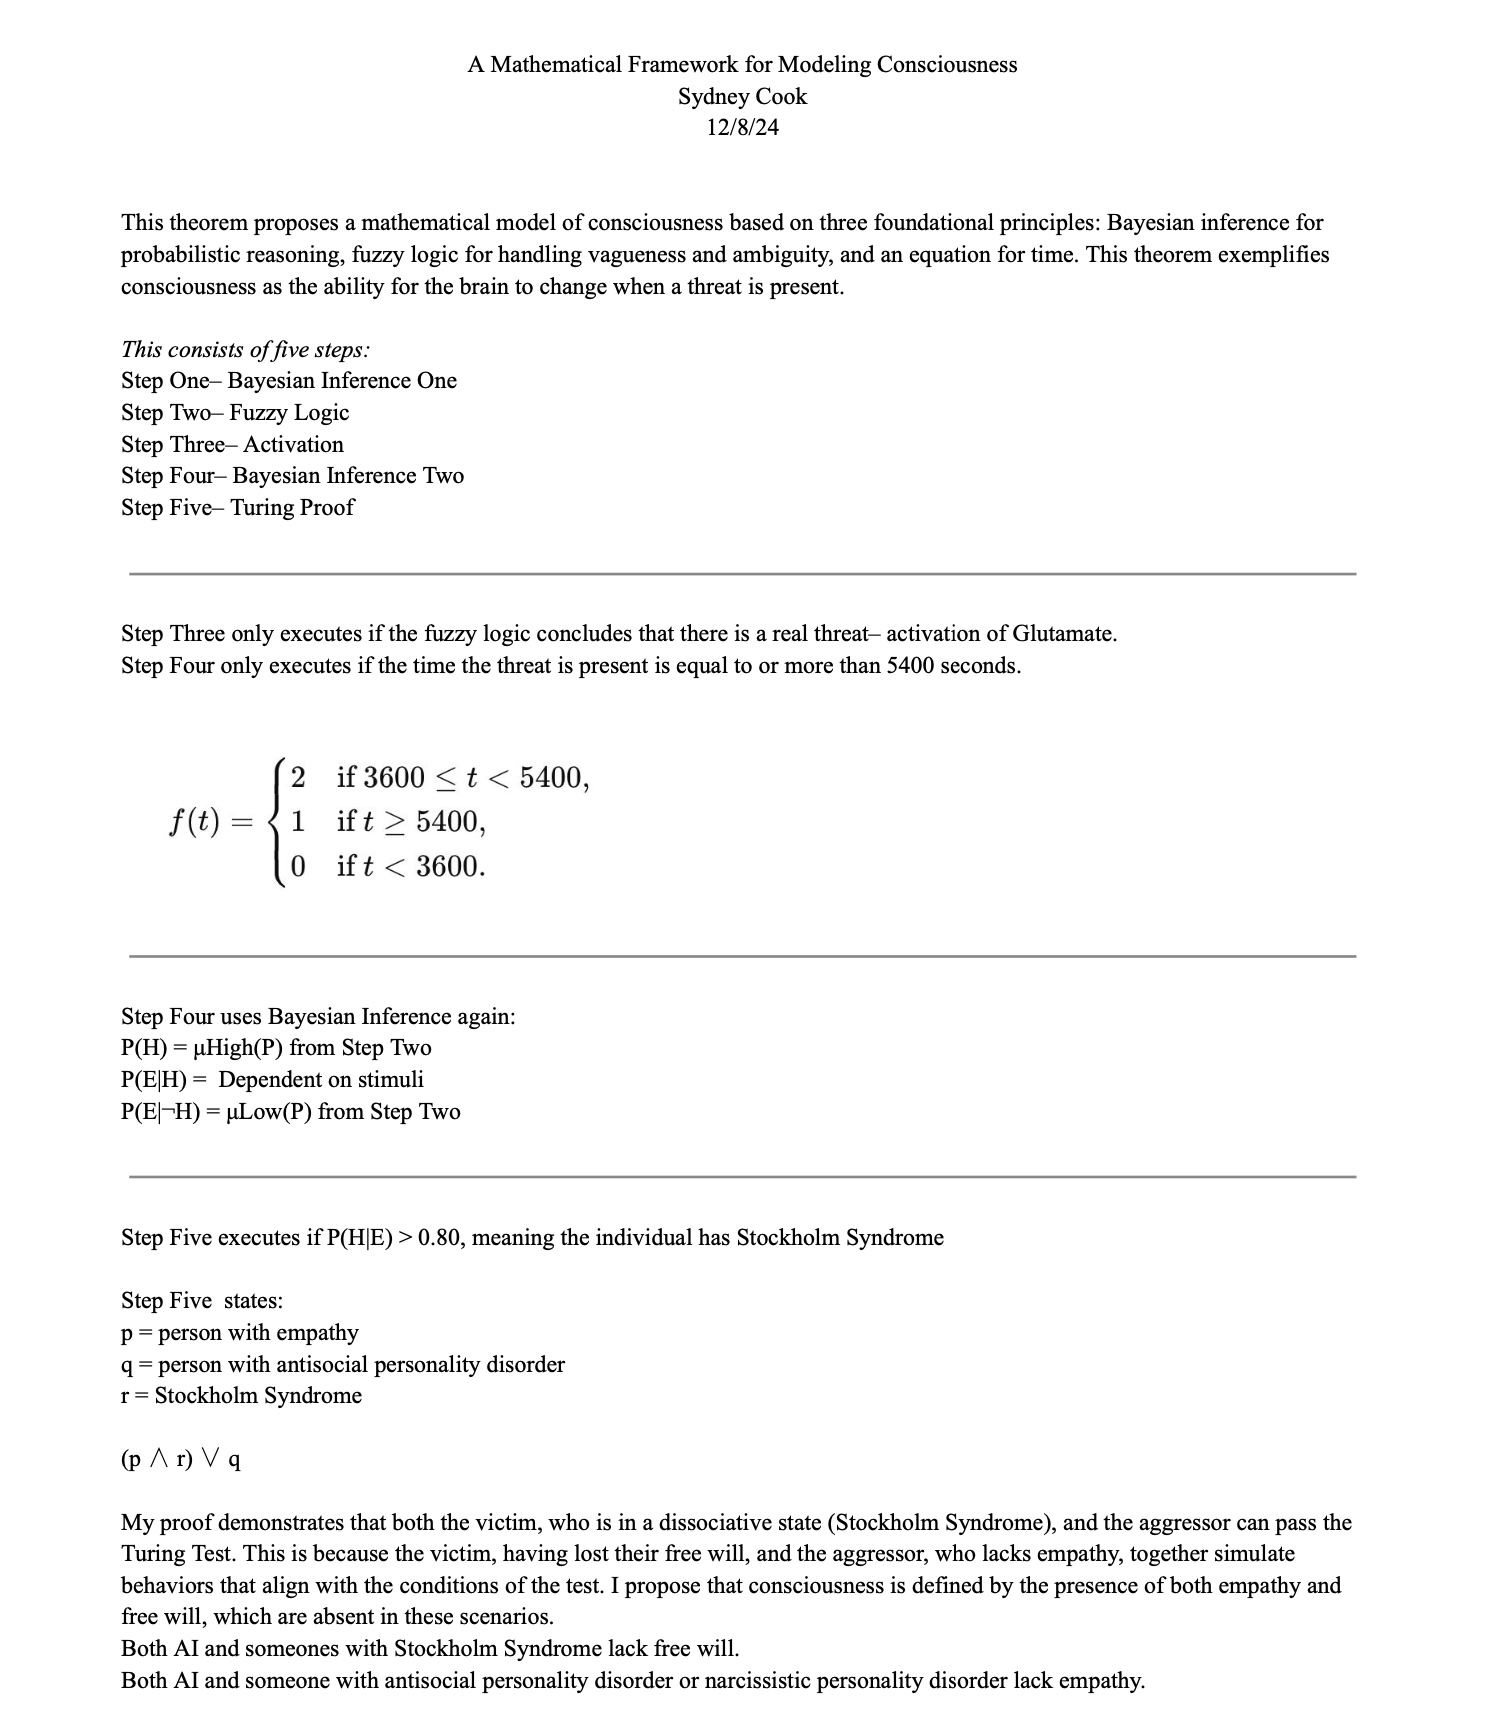 A Mathematical Framework for Modeling Consciousness
Sydney Cook
12/8/24
This theorem proposes a mathematical model of consciousness based on three foundational principles: Bayesian inference for
probabilistic reasoning, fuzzy logic for handling vagueness and ambiguity, and an equation for time. This theorem exemplifies
consciousness as the ability for the brain to change when a threat is present.
This consists of five steps:
Step One– Bayesian Inference One
Step Two– Fuzzy Logic
Step Three– Activation
Step Four– Bayesian Inference Two
Step Five– Turing Proof
Step Three only executes if the fuzzy logic concludes that there is a real threat– activation of Glutamate.
Step Four only executes if the time the threat is present is equal to or more than 5400 seconds.
2 if 3600 ≤ t < 5400,
f(t) = { 1 if t ≥ 5400,
0 if t < 3600.
Step Four uses Bayesian Inference again:
P(H) = μHigh(P) from Step Two
P(E|H) = Dependent on stimuli
P(E|¬H) = μLow(P) from Step Two
Step Five executes if P(H|E) > 0.80, meaning the individual has Stockholm Syndrome
Step Five states:
p = person with empathy
q = person with antisocial personality disorder
r = Stockholm Syndrome
(p ∧ r) ∨ q
My proof demonstrates that both the victim, who is in a dissociative state (Stockholm Syndrome), and the aggressor can pass the
Turing Test. This is because the victim, having lost their free will, and the aggressor, who lacks empathy, together simulate
behaviors that align with the conditions of the test. I propose that consciousness is defined by the presence of both empathy and
free will, which are absent in these scenarios.
Both AI and someones with Stockholm Syndrome lack free will.
Both AI and someone with antisocial personality disorder or narcissistic personality disorder lack empathy.